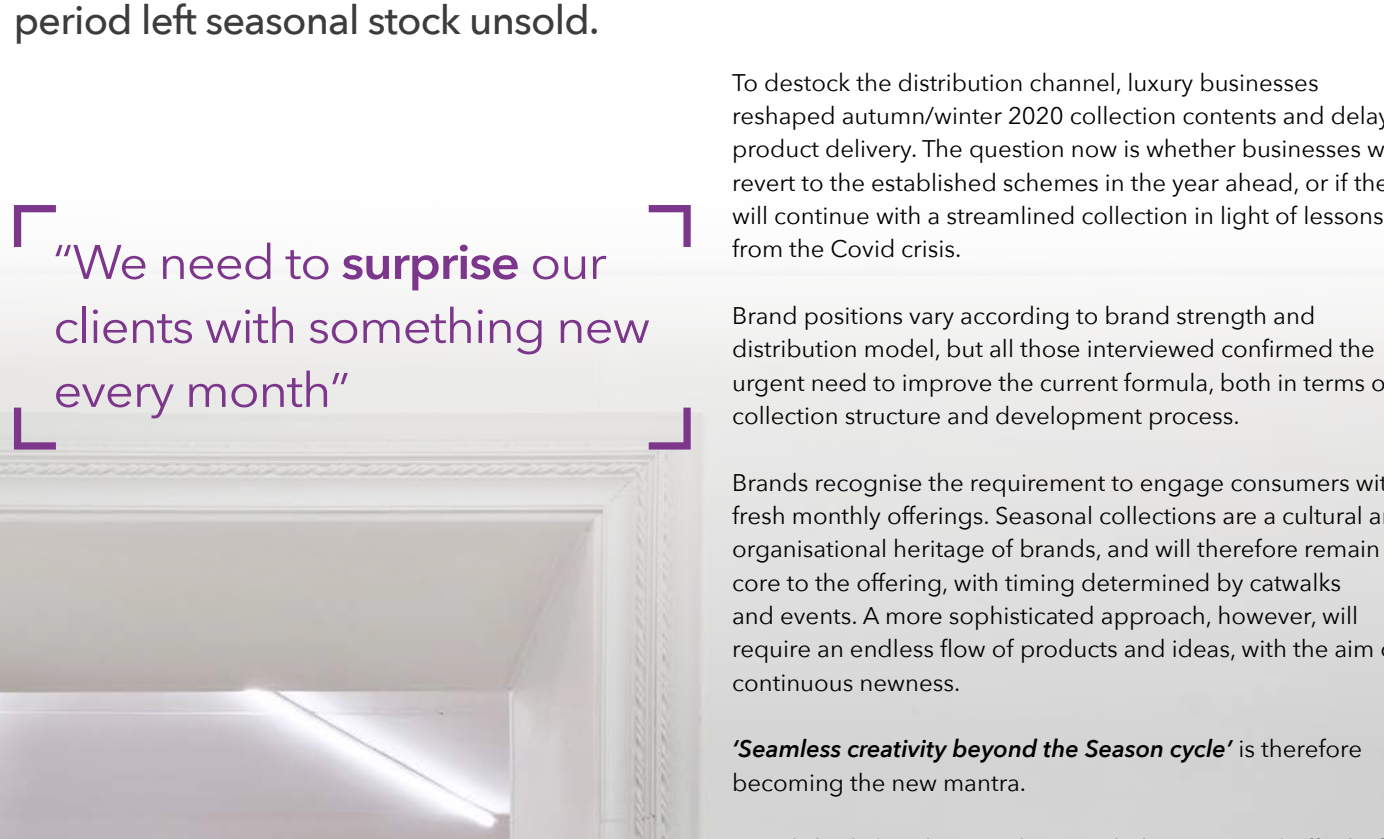 period left seasonal stock unsold.
“We need to surprise our
clients with something new
every month”
To destock the distribution channel, luxury businesses
reshaped autumn/winter 2020 collection contents and
product delivery. The question now is whether businesses
revert to the established schemes in the year ahead, or if
will continue with a streamlined collection in light of lessons
from the Covid crisis.
Brand positions vary according to brand strength and
distribution model, but all those interviewed confirmed the
urgent need to improve the current formula, both in terms
collection structure and development process.
Brands recognise the requirement to engage consumers
fresh monthly offerings. Seasonal collections are a cultural
organisational heritage of brands, and will therefore remain
core to the offering, with timing determined by catwalks
and events. A more sophisticated approach, however, will
require an endless flow of products and ideas, with the aim
continuous newness.
‘Seamless creativity beyond the Season cycle’ is therefore
becoming the new mantra.